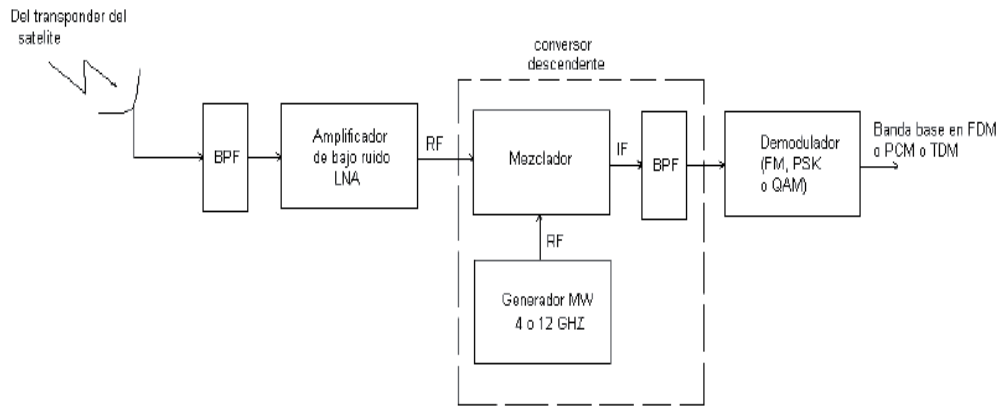 Del transponder del
satelite
conversor
descendente
BPF
Amplificador
de bajo ruido
LNA
RF
Mezclador
IF
BPF
Demodulador
(FM, PSK
o QAM)
Banda base en FDM
o PCM o TDM
RF
Generador MW
4 o 12 GHZ